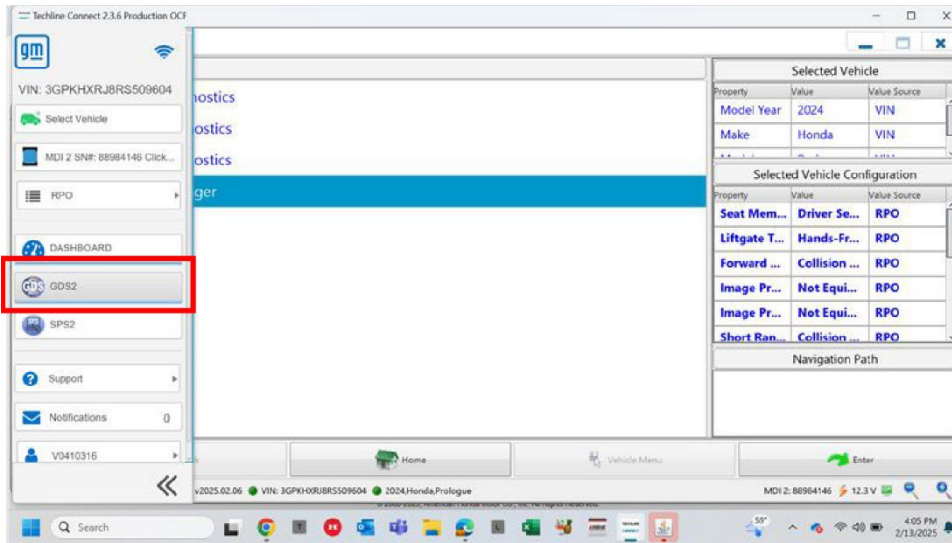 Techline Connect 2.3.6 Production OCF
gm
VIN: 3GPKHXRJ8RS509604
Select Vehicle
MDI 2 SN#: 88984146 Click...
RPO
DASHBOARD
GDS GDS2
SPS2
Support
Notifications 0
V0410316
nostics
ostics
ostics
ger
Selected Vehicle
Property Value Value Source
Model Year 2024 VIN
Make Honda VIN
Selected Vehicle Configuration
Property Value Value Source
Seat Mem... Driver Se... RPO
Liftgate T... Hands-Fr... RPO
Forward ... Collision ... RPO
Image Pr... Not Equi... RPO
Image Pr... Not Equi... RPO
Short Ran... Collision ... RPO
Navigation Path
Home Vehicle Menu Enter
v2025.02.06 VIN: 3GPKHXRJ8RS509604 2024,Honda,Prologue MDI 2: 88984146 12.3 V
Search
59°
4:05 PM
2/13/2025